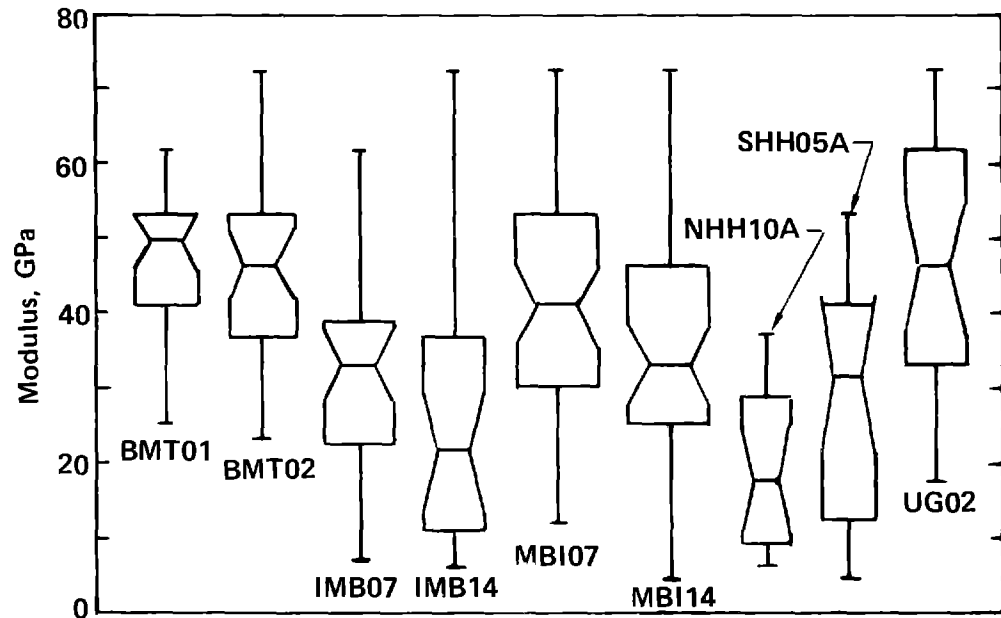 80
60
40
20
0
Modulus, GPa
SHH05A
NHH10A
BMT01
BMT02
UG02
MBI07
IMB07
IMB14
MBI14